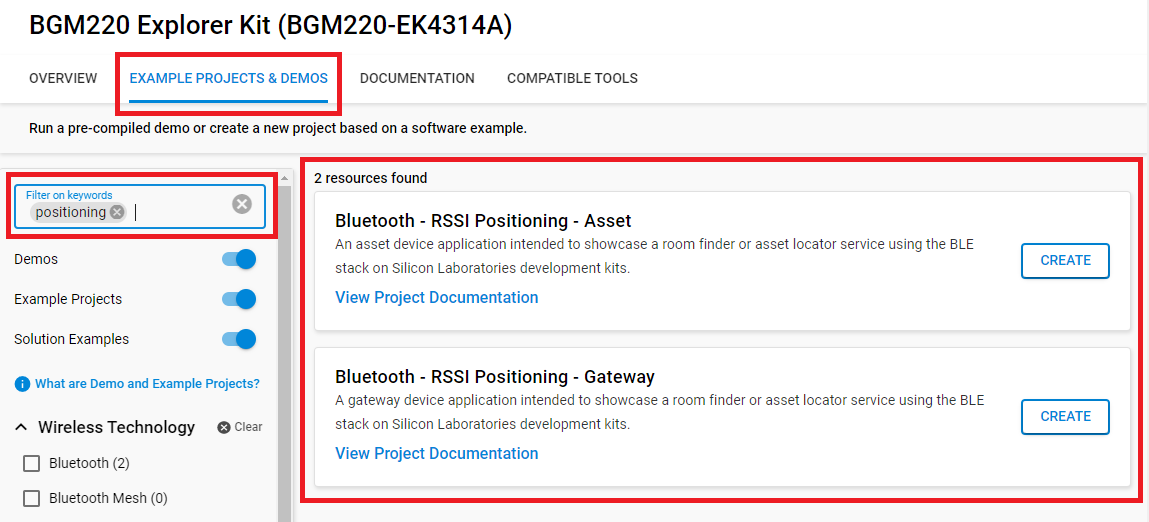 BGM220 Explorer Kit (BGM220-EK4314A)
OVERVIEW EXAMPLE PROJECTS & DEMOS DOCUMENTATION COMPATIBLE TOOLS
Run a pre-compiled demo or create a new project based on a software example.
Filter on keywords
positioning
Demos
Example Projects
Solution Examples
What are Demo and Example Projects?
Wireless Technology Clear
Bluetooth (2)
Bluetooth Mesh (0)
2 resources found
Bluetooth - RSSI Positioning - Asset
An asset device application intended to showcase a room finder or asset locator service using the BLE
stack on Silicon Laboratories development kits.
CREATE
View Project Documentation
Bluetooth - RSSI Positioning - Gateway
A gateway device application intended to showcase a room finder or asset locator service using the BLE
stack on Silicon Laboratories development kits.
CREATE
View Project Documentation